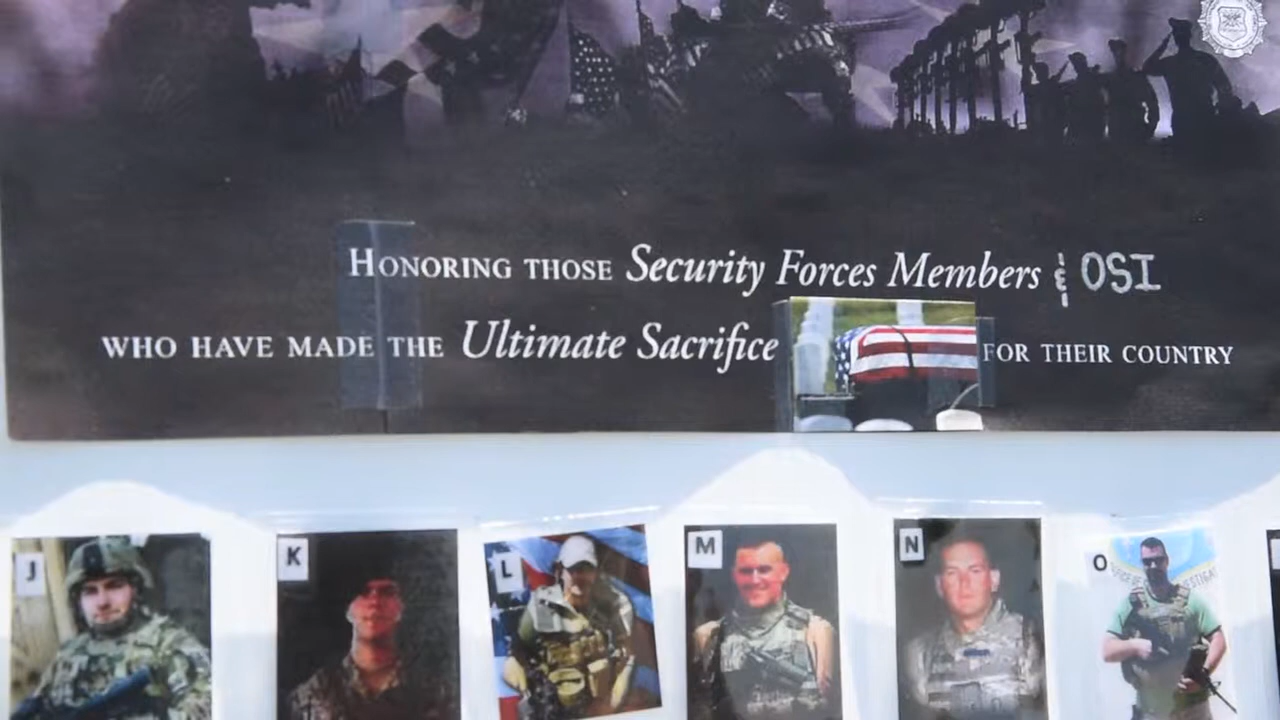 HONORING THOSE Security Forces Members & OSI
WHO HAVE MADE THE Ultimate Sacrifice FOR THEIR COUNTRY
J
K
L
M
N
O